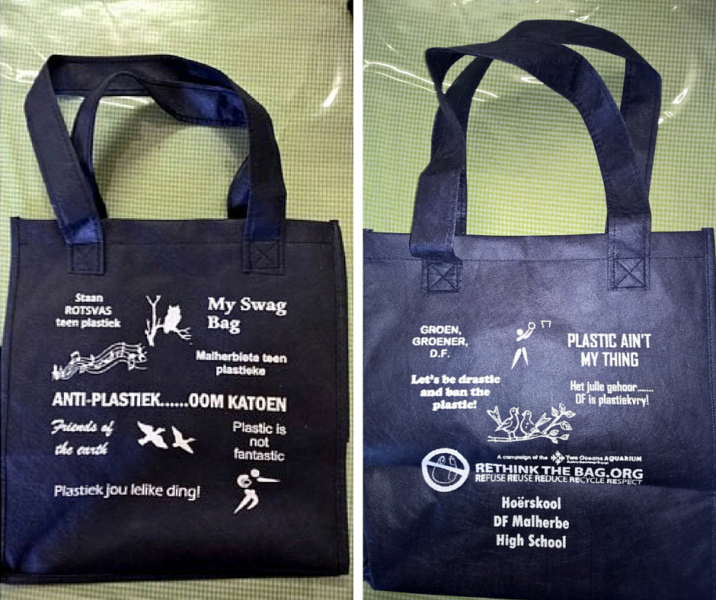 Staan
ROTSVAS
teen plastiek
My Swag
Bag
Malherbiete teen
plastieke
ANTI-PLASTIEK......OOM KATOEN
Friends of
the earth
Plastic is
not
fantastic
Plastiek jou lelike ding!
GROEN,
GROENER,
D.F.
PLASTIC AIN'T
MY THING
Let's be drastic
and ban the
plastic!
Het julle gehoor.......
DF is plastiekvry!
A campaign of the Two Oceans AQUARIUM
RETHINK THE BAG.ORG
REFUSE REUSE REDUCE RECYCLE RESPECT
Hoërskool
DF Malherbe
High School